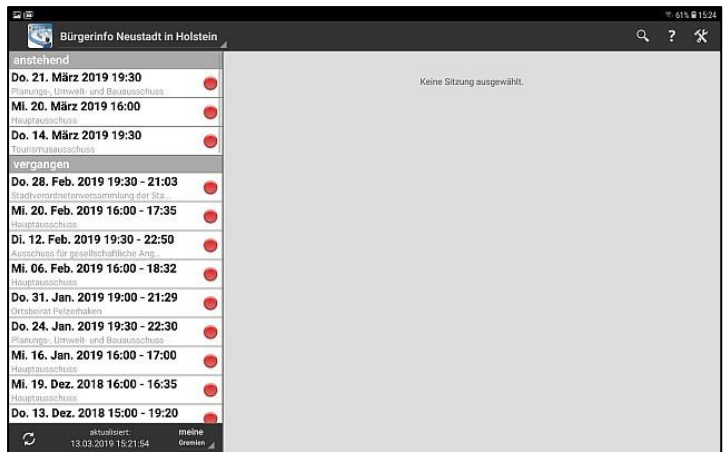 61% 15:24
Bürgerinfo Neustadt in Holstein
?
anstehend
Do. 21. März 2019 19:30
Planungs-, Umwelt- und Bauausschuss
Mi. 20. März 2019 16:00
Hauptausschuss
Do. 14. März 2019 19:30
Tourismusausschuss
vergangen
Do. 28. Feb. 2019 19:30 - 21:03
Stadtverordnetenversammlung der Sta...
Mi. 20. Feb. 2019 16:00 - 17:35
Hauptausschuss
Di. 12. Feb. 2019 19:30 - 22:50
Ausschuss für gesellschaftliche Ang...
Mi. 06. Feb. 2019 16:00 - 18:32
Hauptausschuss
Do. 31. Jan. 2019 19:00 - 21:29
Ortsbeirat Pelzerhaken
Do. 24. Jan. 2019 19:30 - 22:30
Planungs-, Umwelt- und Bauausschuss
Mi. 16. Jan. 2019 16:00 - 17:00
Hauptausschuss
Mi. 19. Dez. 2018 16:00 - 16:35
Hauptausschuss
Do. 13. Dez. 2018 15:00 - 19:20
aktualisiert:
13.03.2019 15:21:54
meine
Gremien
Keine Sitzung ausgewählt.